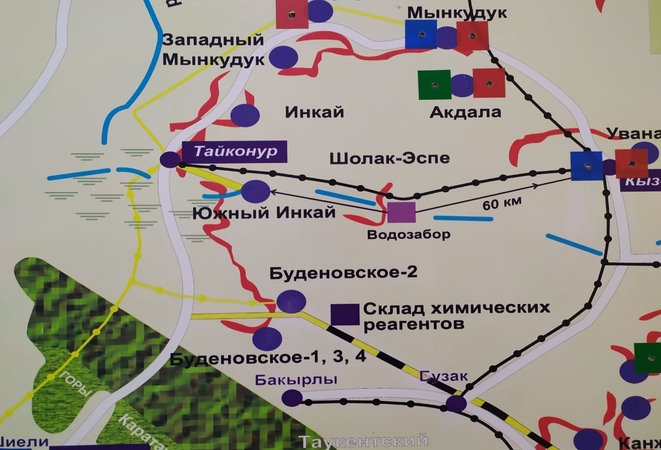 Мынкудук
Западный
Мынкудук
Инкай
Акдала
Увана
Тайконур
Шолак-Эспе
Кыз
Южный Инкай
60 км
Водозабор
Буденовское-2
Склад химических
реагентов
Буденовское-1, 3, 4
Бакырлы
Бузак
ГОРЫ
Каратау
Шиели
Таукентский
Канж